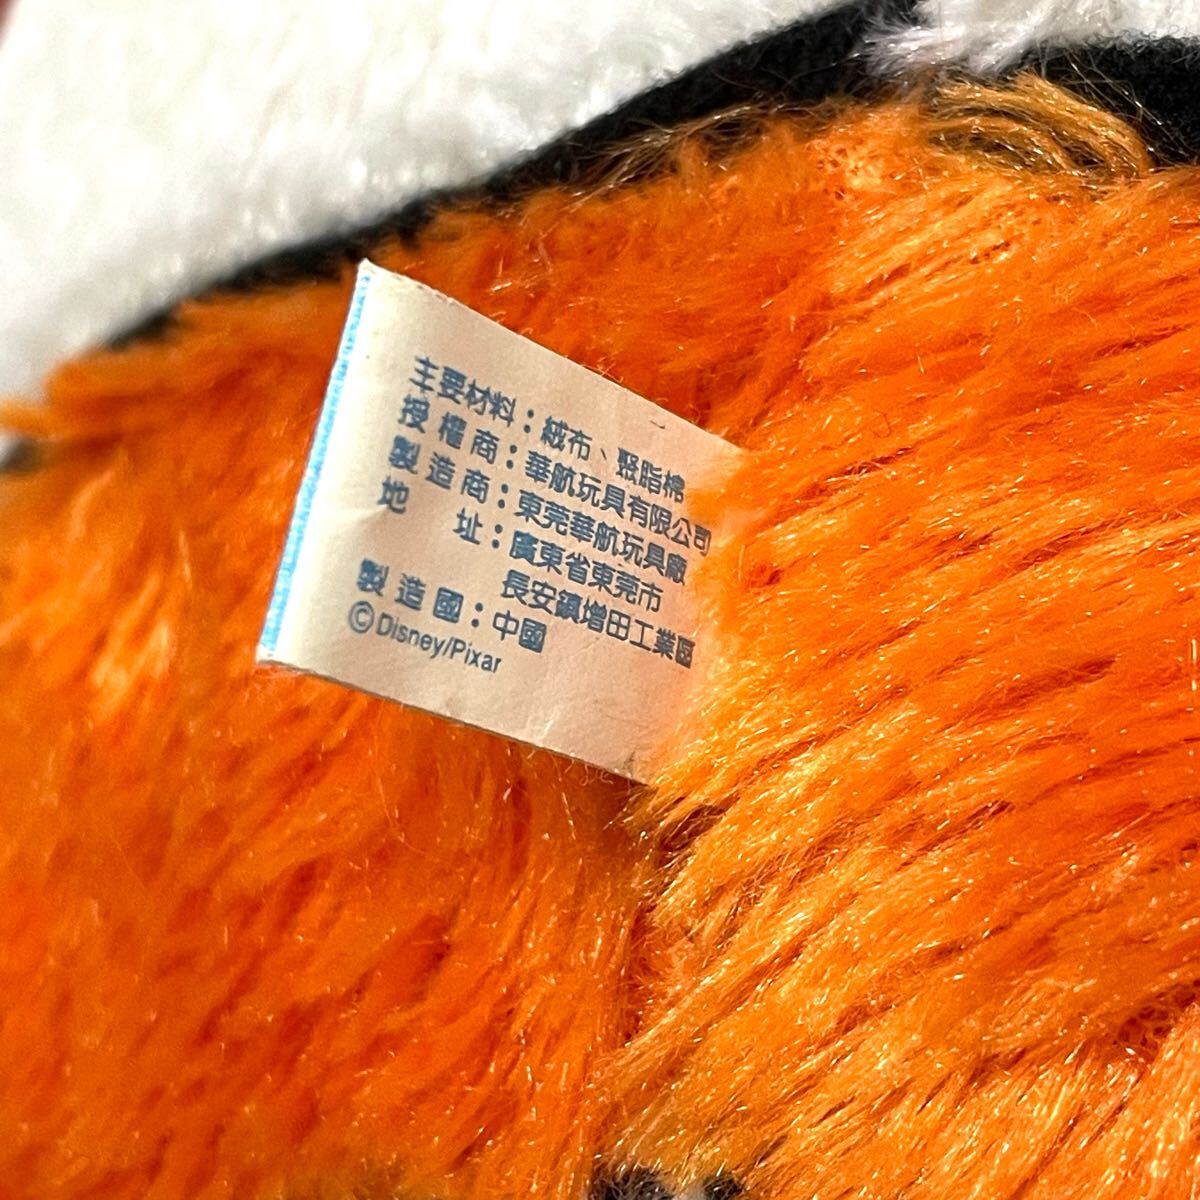 主要材料：絨布、聚脂棉
授權商：華航玩具有限公司
製造商：東莞華航玩具廠
地　址：廣東省東莞市
長安鎮增田工業區
製造國：中國
©Disney/Pixar